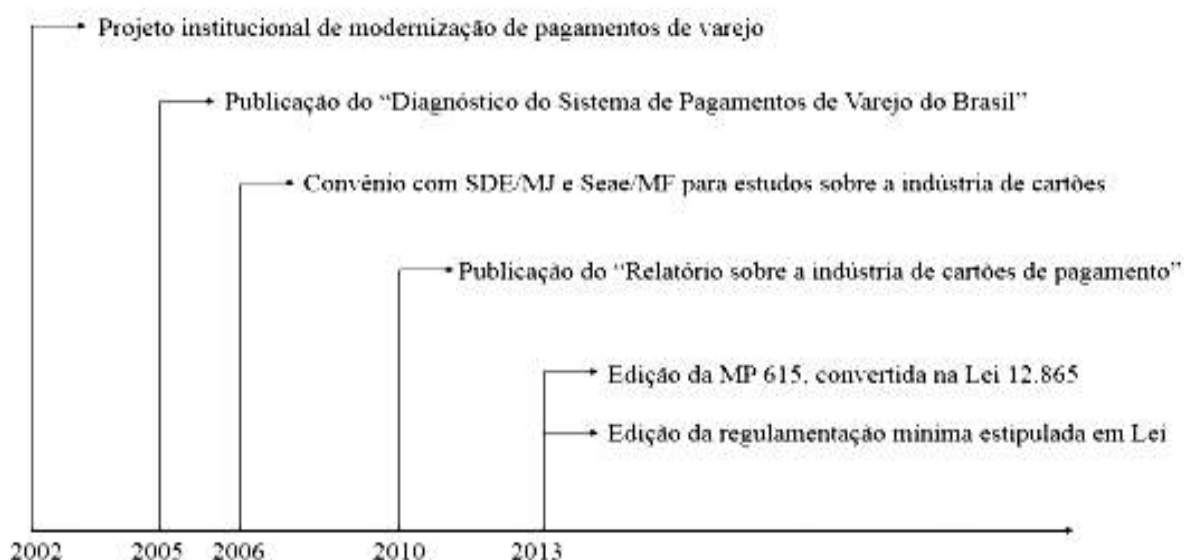 Projeto institucional de modernização de pagamentos de varejo
Publicação do “Diagnóstico do Sistema de Pagamentos de Varejo do Brasil”
Convênio com SDE/MJ e Seae/MF para estudos sobre a indústria de cartões
Publicação do “Relatório sobre a indústria de cartões de pagamento”
Edição da MP 615, convertida na Lei 12.865
Edição da regulamentação mínima estipulada em Lei
2002 2005 2006 2010 2013